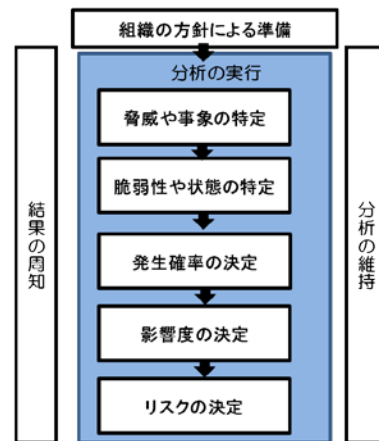 組織の方針による準備
分析の実行
脅威や事象の特定
脆弱性や状態の特定
発生確率の決定
影響度の決定
リスクの決定
結果の周知
分析の維持